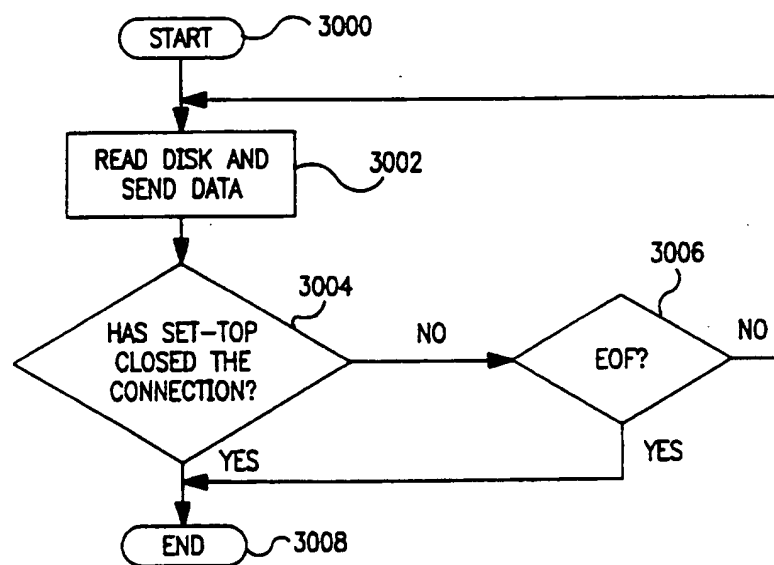 START
3000
READ DISK AND
SEND DATA
3002
3004
HAS SET-TOP
CLOSED THE
CONNECTION?
NO
3006
EOF?
NO
YES
YES
END
3008